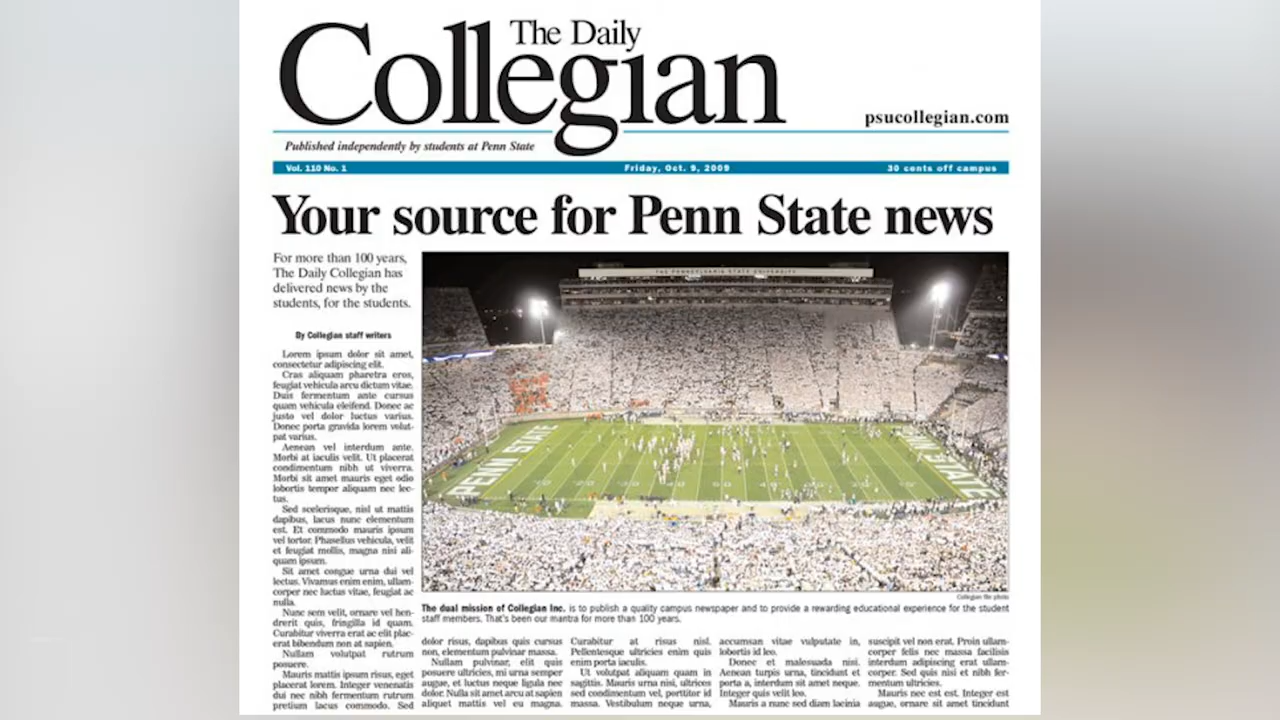 The Daily
Collegian
psucollegian.com
Published independently by students at Penn State
Vol. 110 No. 1
Friday, Oct. 9, 2009
30 cents off campus
Your source for Penn State news
For more than 100 years,
The Daily Collegian has
delivered news by the
students, for the students.
By Collegian staff writers
Lorem ipsum dolor sit amet,
consectetur adipiscing elit.
Cras aliquam pharetra eros,
feugiat vehicula arcu dictum vitae.
Duis fermentum ante cursus
quam vehicula eleifend. Donec ac
justo vel dolor luctus varius.
Donec porta gravida lorem volut-
pat varius.
Aenean vel interdum ante.
Morbi at iaculis velit. Ut placerat
condimentum nibh ut viverra.
Morbi sit amet mauris eget odio
lobortis tempor aliquam nec lec-
tus.
Sed scelerisque, nisl ut mattis
dapibus, lacus nunc elementum
est. Et commodo mauris ipsum
vel tortor. Phasellus vehicula, velit
et feugiat mollis, magna nisi ali-
quam ipsum.
Sit amet congue urna dui vel
lectus. Vivamus enim enim, ullam-
corper nec luctus vitae, feugiat ac
nulla.
Nunc sem velit, ornare vel hen-
drerit quis, fringilla id quam.
Curabitur viverra erat ac elit plac-
erat bibendum non at sapien.
Nullam volutpat rutrum
posuere.
Mauris mattis ipsum risus, eget
placerat lorem. Integer venenatis
dui nec nibh fermentum rutrum
pretium lacus commodo. Sed
THE PENNSYLVANIA STATE UNIVERSITY
PENN STATE
PENN STATE
Collegian file photo
The dual mission of Collegian Inc. is to publish a quality campus newspaper and to provide a rewarding educational experience for the student
staff members. That's been our mantra for more than 100 years.
dolor risus, dapibus quis cursus
non, elementum pulvinar massa.
Nullam pulvinar, elit quis
posuere ultricies, mi urna semper
augue, et luctus neque ligula nec
dolor. Nulla sit amet arcu at sapien
aliquet mattis vel eu magna.
Curabitur at risus nisl.
Pellentesque ultricies enim quis
enim porta iaculis.
Ut volutpat aliquam quam in
sagittis. Mauris urna nisi, ultrices
sed condimentum vel, porttitor id
massa. Vestibulum neque urna,
accumsan vitae vulputate in,
lobortis id leo.
Donec et malesuada nisi.
Aenean turpis urna, tincidunt et
porta a, interdum sit amet neque.
Integer quis velit leo.
Mauris a nunc sed diam lacinia
suscipit vel non erat. Proin ullam-
corper felis nec massa facilisis
interdum adipiscing erat ullam-
corper. Sed quis nisi et nibh fer-
mentum ultricies.
Mauris nec est est. Integer est
augue, ornare sit amet tincidunt